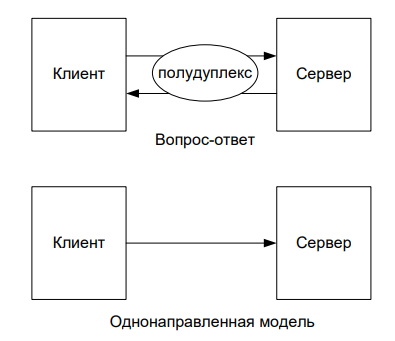 Клиент
полудуплекс
Сервер
Вопрос-ответ
Клиент
Сервер
Однонаправленная модель